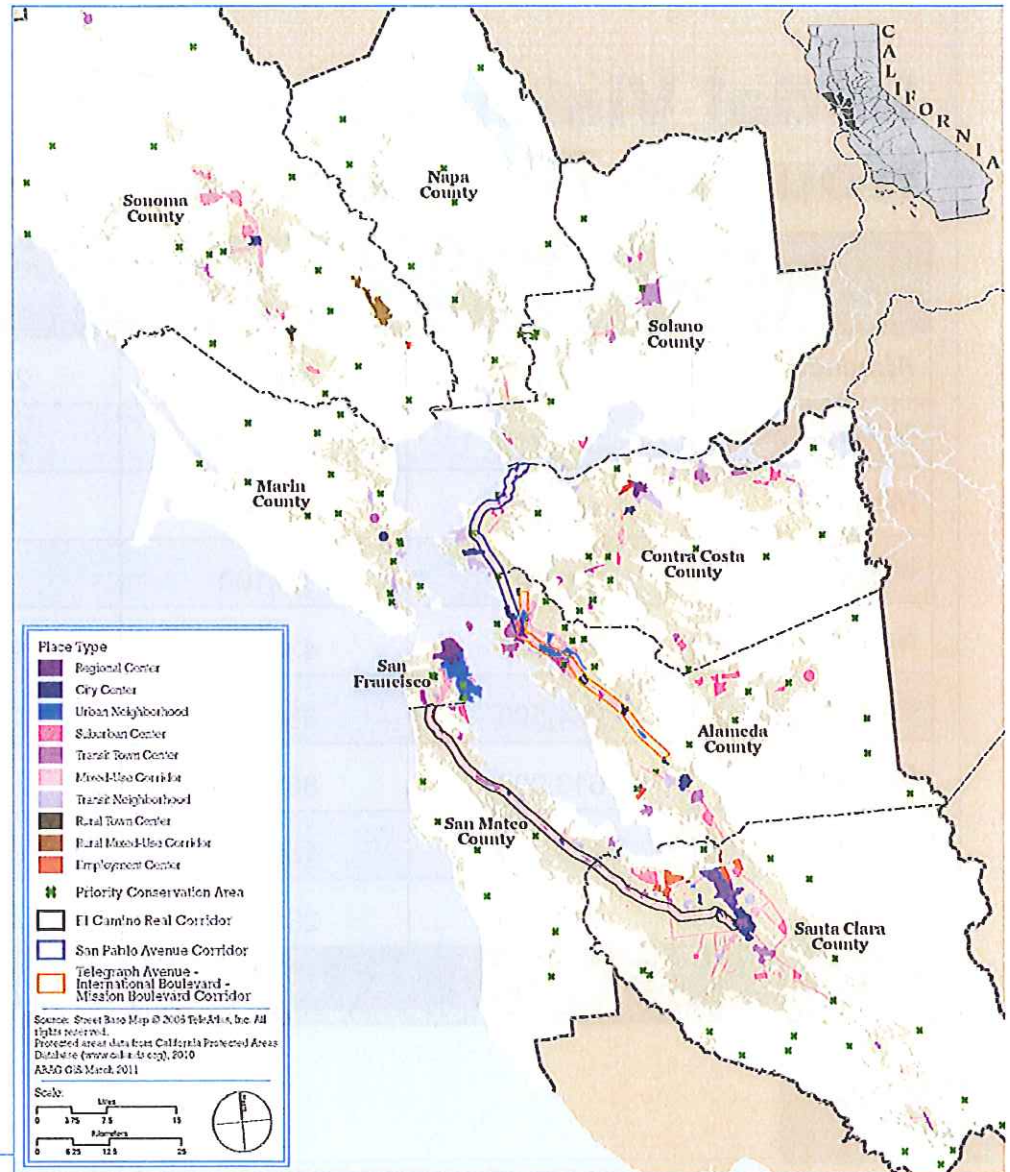 CALIFORNIA
Sonoma
County
Napa
County
Solano
County
Marin
County
Contra Costa
County
San
Francisco
Alameda
County
San Mateo
County
Santa Clara
County
Place Type
Regional Center
City Center
Urban Neighborhood
Suburban Center
Transit Town Center
Mixed-Use Corridor
Transit Neighborhood
Rural Town Center
Rural Mixed-Use Corridor
Employment Center
Priority Conservation Area
El Camino Real Corridor
San Pablo Avenue Corridor
Telegraph Avenue -
International Boulevard -
Mission Boulevard Corridor
Source: Street Base Map © 2006 TeleAtlas, Inc. All
rights reserved.
Protected areas data from California Protected Areas
Database (www.calands.org), 2010
ABAG GIS March 2011
Scale:
Miles
0 3.75 7.5 15
Kilometers
0 6.25 12.5 25